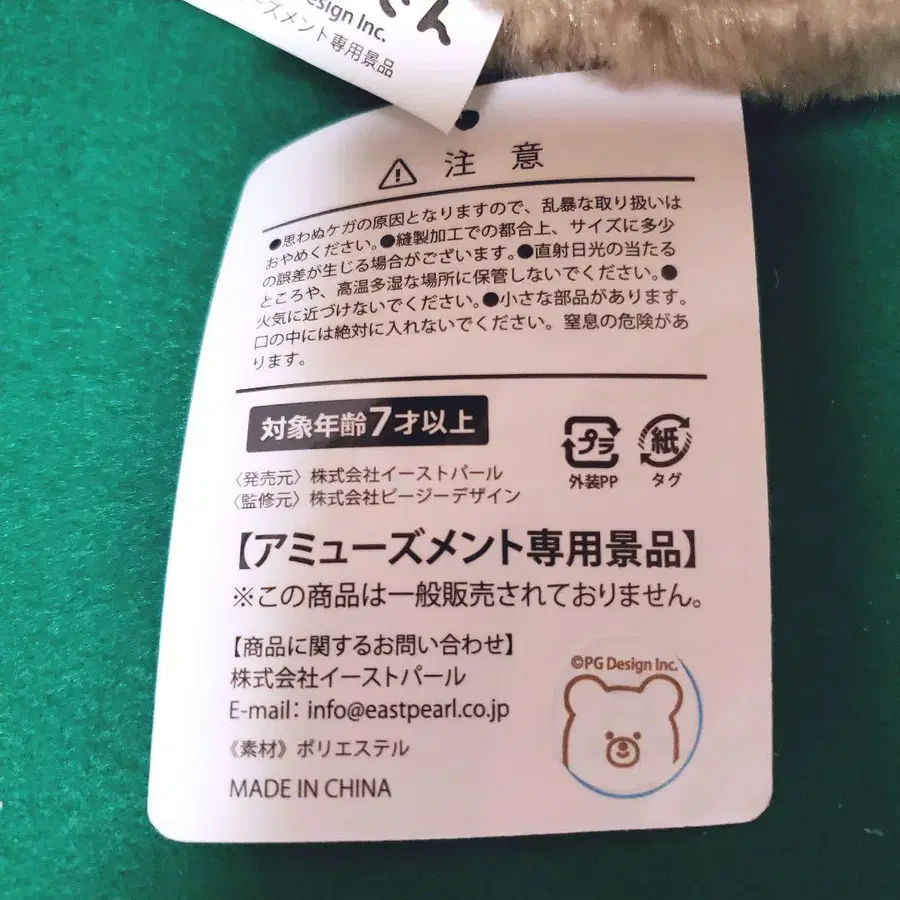 Design Inc.
ズメント専用景品
注 意
●思わぬケガの原因となりますので、乱暴な取り扱いは
おやめください。●縫製加工での都合上、サイズに多少
の誤差が生じる場合がございます。●直射日光の当たる
ところや、高温多湿な場所に保管しないでください。●
火気に近づけないでください。●小さな部品があります。
口の中には絶対に入れないでください。窒息の危険があ
ります。
対象年齢7才以上
プラ
外装PP
紙
タグ
〈発売元〉株式会社イーストパール
〈監修元〉株式会社ピージーデザイン
【アミューズメント専用景品】
※この商品は一般販売されておりません。
【商品に関するお問い合わせ】
株式会社イーストパール
E-mail: info@eastpearl.co.jp
《素材》ポリエステル
MADE IN CHINA
©PG Design Inc.